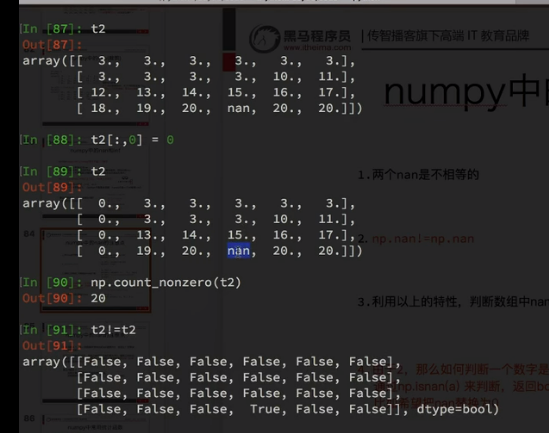 黑马程序员 | 传智播客旗下高端 IT 教育品牌
www.itheima.com
numpy中
In [87]: t2
Out[87]:
array([[  3.,   3.,   3.,   3.,   3.,   3.],
       [  3.,   3.,   3.,   3.,  10.,  11.],
       [ 12.,  13.,  14.,  15.,  16.,  17.],
       [ 18.,  19.,  20.,  nan,  20.,  20.]])
In [88]: t2[:,0] = 0
In [89]: t2
Out[89]:
array([[  0.,   3.,   3.,   3.,   3.,   3.],
       [  0.,   3.,   3.,   3.,  10.,  11.],
       [  0.,  13.,  14.,  15.,  16.,  17.],
       [  0.,  19.,  20.,  nan,  20.,  20.]])
In [90]: np.count_nonzero(t2)
Out[90]: 20
In [91]: t2!=t2
Out[91]:
array([[False, False, False, False, False, False],
       [False, False, False, False, False, False],
       [False, False, False, False, False, False],
       [False, False, False,  True, False, False]], dtype=bool)
1.两个nan是不相等的
2. np.nan!=np.nan
3.利用以上的特性，判断数组中nan
那么如何判断一个数字是
np.isnan(a) 来判断，返回bo